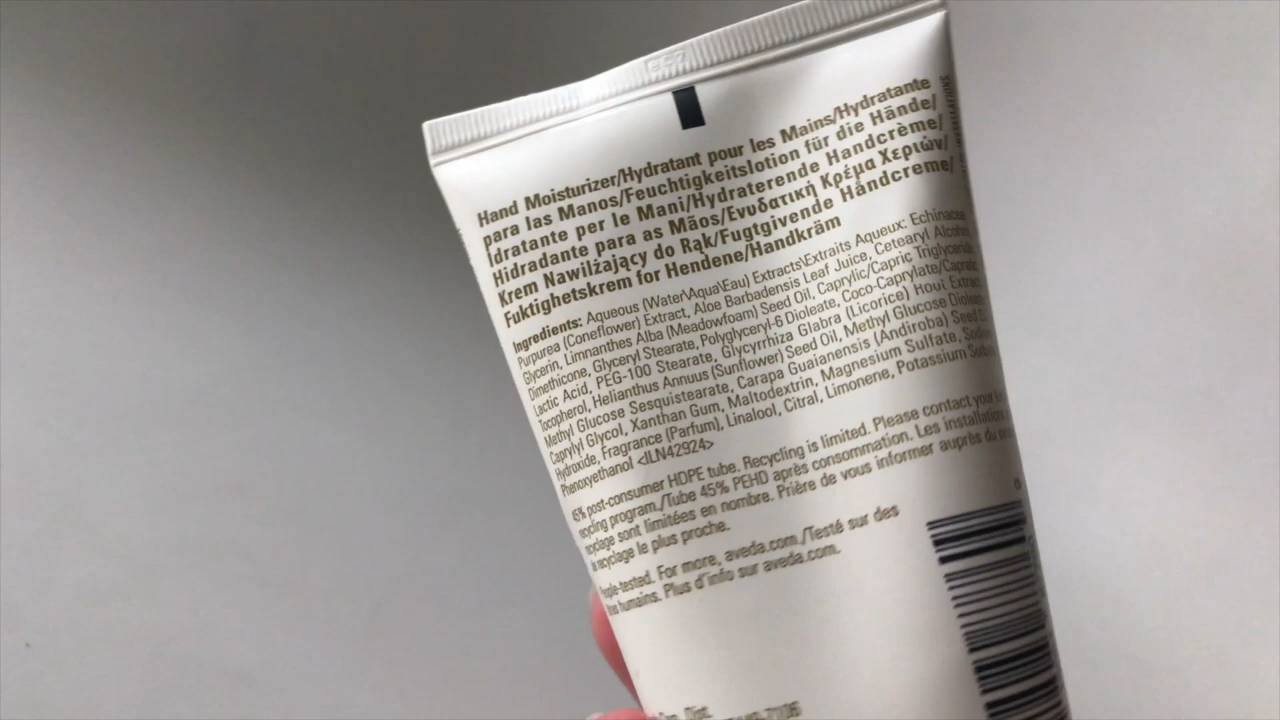 Hand Moisturizer/Hydratant pour les Mains/Hydratante
para las Manos/Feuchtigkeitslotion für die Hände/
Idratante per le Mani/Hydraterende Handcrème/
Hidradante para as Mãos/Ενυδατική Κρέμα Χεριών/
Krem Nawilżający do Rąk/Fugtgivende Håndcreme/
Fuktighetskrem for Hendene/Handkräm
Ingredients: Aqueous (Water\Aqua\Eau) Extracts\Extraits Aqueux: Echinacea
Purpurea (Coneflower) Extract, Aloe Barbadensis Leaf Juice, Cetearyl Alcohol,
Glycerin, Limnanthes Alba (Meadowfoam) Seed Oil, Caprylic/Capric Triglyceride,
Dimethicone, Glyceryl Stearate, Polyglyceryl-6 Dioleate, Coco-Caprylate/Caprate,
Lactic Acid, PEG-100 Stearate, Glycyrrhiza Glabra (Licorice) Root Extract,
Tocopherol, Helianthus Annuus (Sunflower) Seed Oil, Methyl Glucose Dioleate,
Methyl Glucose Sesquistearate, Carapa Guaianensis (Andiroba) Seed
Caprylyl Glycol, Xanthan Gum, Maltodextrin, Magnesium Sulfate,
Hydroxide, Fragrance (Parfum), Linalool, Citral, Limonene, Potassium
Phenoxyethanol <ILN42924>
45% post-consumer HDPE tube. Recycling is limited. Please contact your
recycling program./Tube 45% PEHD après consommation. Les installation
recyclage sont limitées en nombre. Prière de vous informer auprès du
recyclage le plus proche.
People-tested. For more, aveda.com./Testé sur des
humains. Plus d'info sur aveda.com.
Dist.